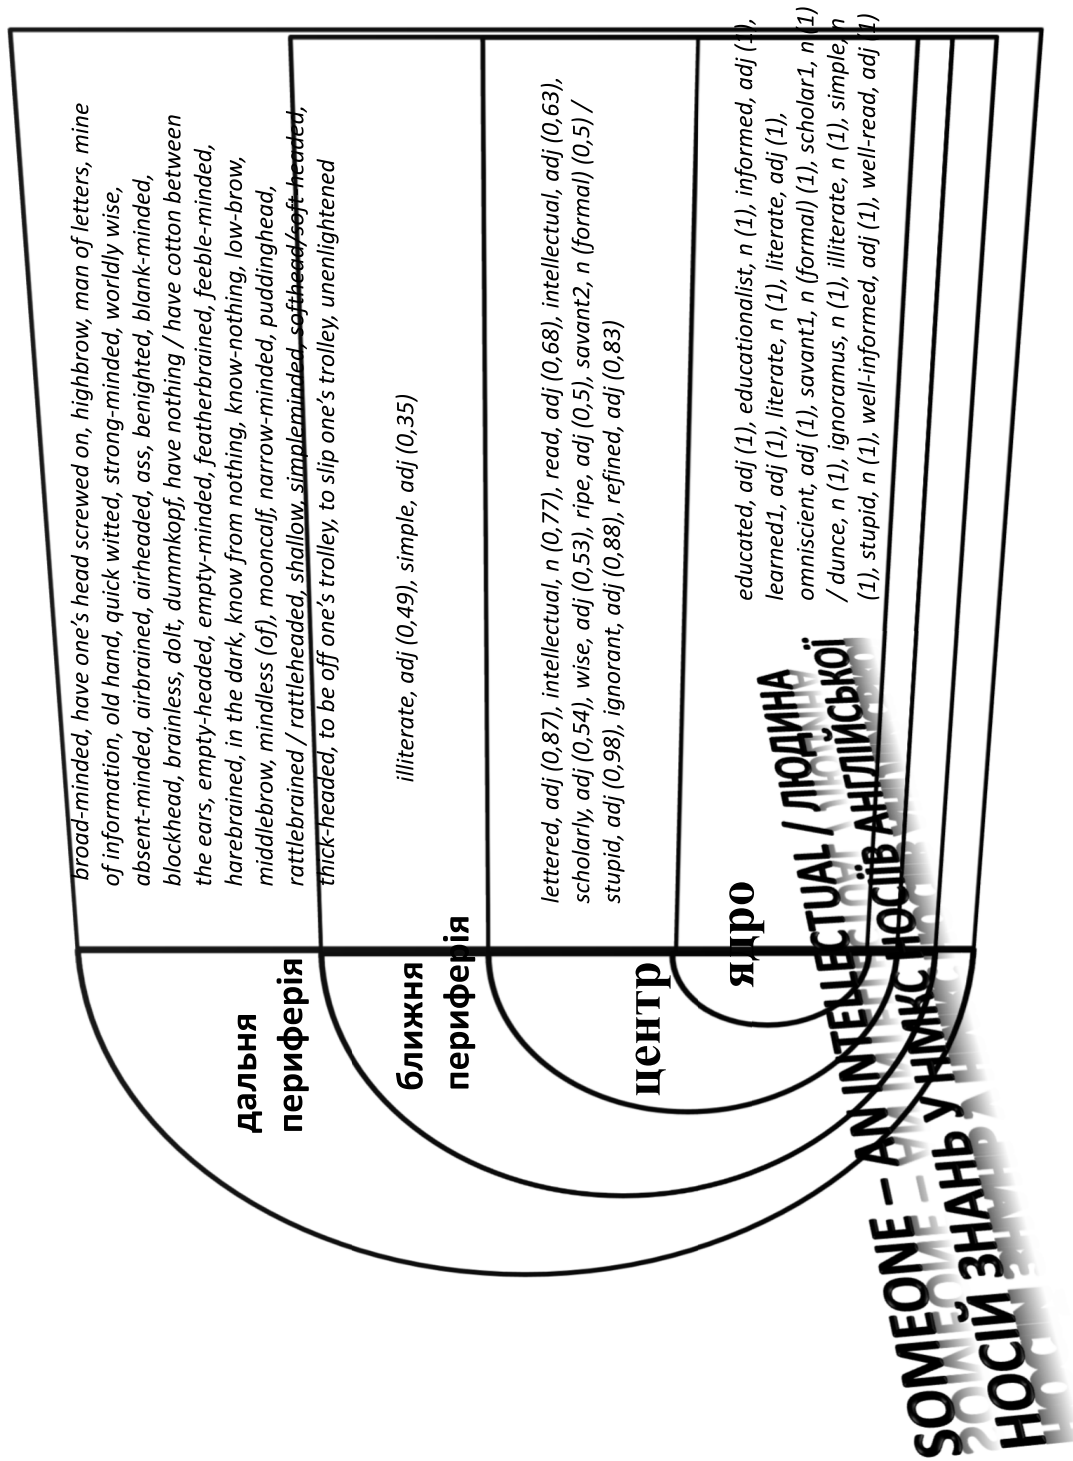 broad-minded, have one’s head screwed on, highbrow, man of letters, mine
of information, old hand, quick witted, strong-minded, worldly wise,
absent-minded, airbrained, airheaded, ass, benighted, blank-minded,
blockhead, brainless, dolt, dummkopf, have nothing / have cotton between
the ears, empty-headed, empty-minded, featherbrained, feeble-minded,
harebrained, in the dark, know from nothing, know-nothing, low-brow,
middlebrow, mindless (of), mooncalf, narrow-minded, puddinghead,
rattlebrained / rattleheaded, shallow, simpleminded, softhead/soft-headed,
thick-headed, to be off one’s trolley, to slip one’s trolley, unenlightened
дальня
периферія
illiterate, adj (0,49), simple, adj (0,35)
ближня
периферія
lettered, adj (0,87), intellectual, n (0,77), read, adj (0,68), intellectual, adj (0,63),
scholarly, adj (0,54), wise, adj (0,53), ripe, adj (0,5), savant2, n (formal) (0,5) /
stupid, adj (0,98), ignorant, adj (0,88), refined, adj (0,83)
центр
educated, adj (1), educationalist, n (1), informed, adj (1),
learned1, adj (1), literate, n (1), literate, adj (1),
omniscient, adj (1), savant1, n (formal) (1), scholar1, n (1)
/ dunce, n (1), ignoramus, n (1), illiterate, n (1), simple, n
(1), stupid, n (1), well-informed, adj (1), well-read, adj (1)
ядро
SOMEONE – AN INTELLECTUAL / ЛЮДИНА
НОСІЙ ЗНАНЬ У НМКС НОСІЇВ АНГЛІЙСЬКОЇ